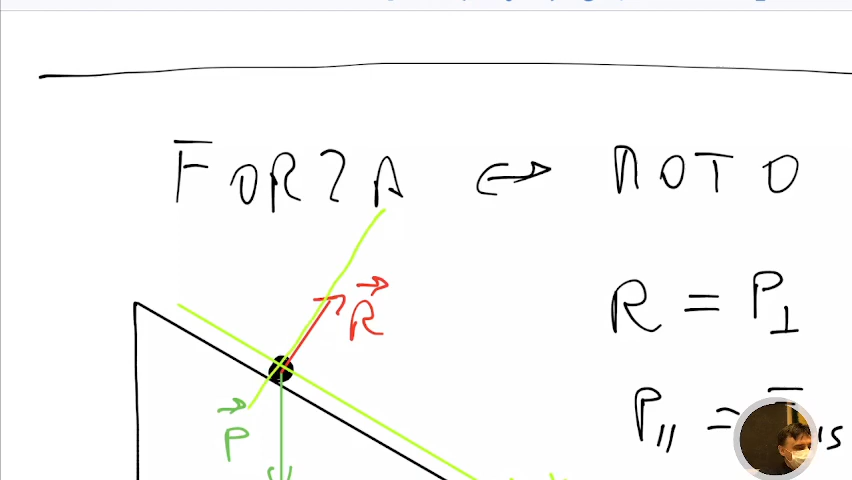 FORZA ↔ MOTO
R⃗
R = P⊥
P⃗
P// =